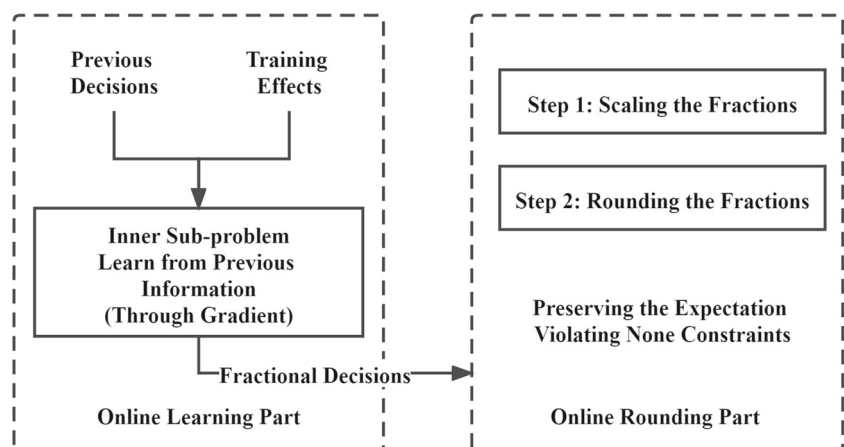 Previous
Decisions
Training
Effects
Inner Sub-problem
Learn from Previous
Information
(Through Gradient)
Fractional Decisions
Online Learning Part
Step 1: Scaling the Fractions
Step 2: Rounding the Fractions
Preserving the Expectation
Violating None Constraints
Online Rounding Part